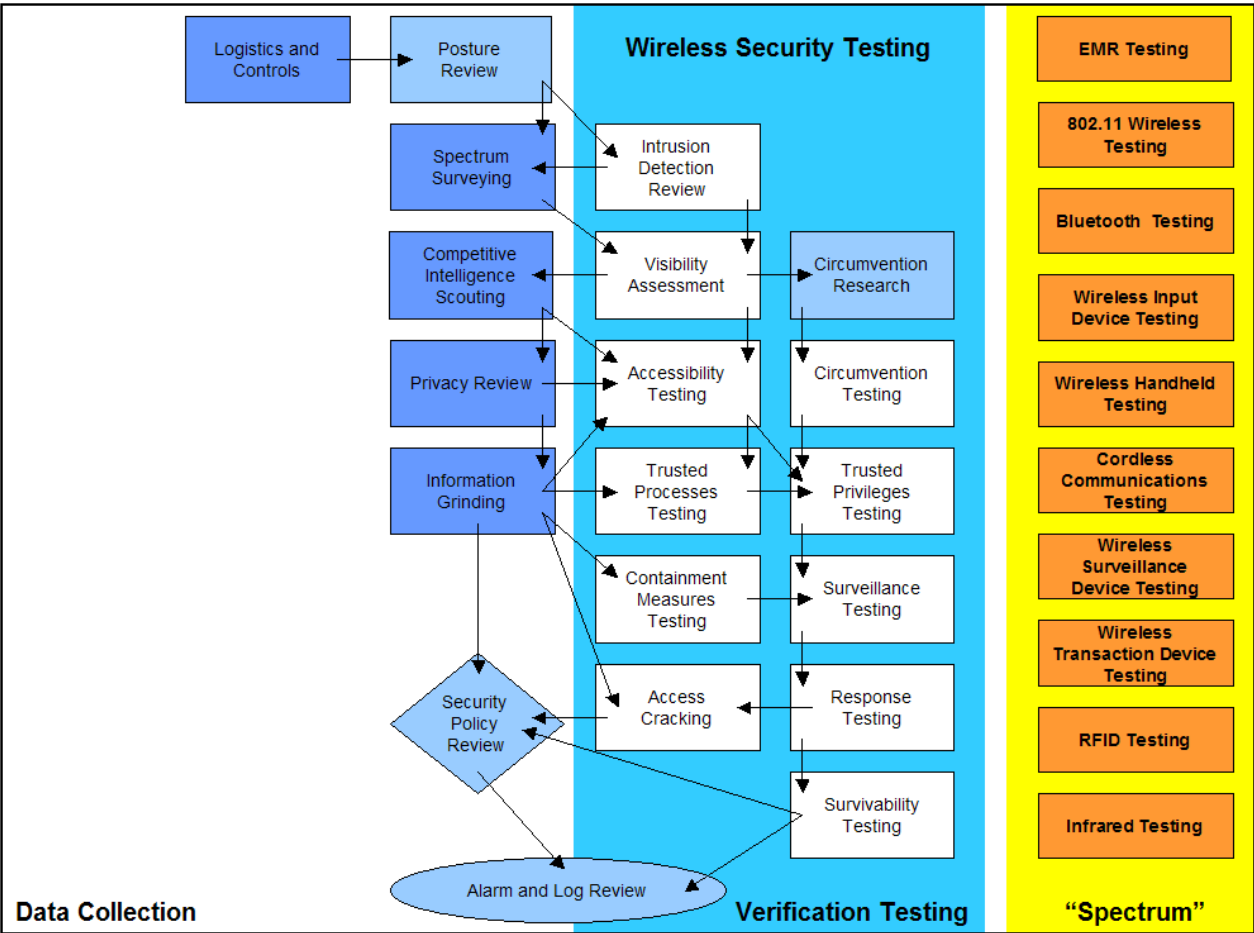 Logistics and
Controls
Posture
Review
Wireless Security Testing
EMR Testing
Spectrum
Surveying
Intrusion
Detection
Review
802.11 Wireless
Testing
Bluetooth Testing
Competitive
Intelligence
Scouting
Visibility
Assessment
Circumvention
Research
Wireless Input
Device Testing
Privacy Review
Accessibility
Testing
Circumvention
Testing
Wireless Handheld
Testing
Information
Grinding
Trusted
Processes
Testing
Trusted
Privileges
Testing
Cordless
Communications
Testing
Containment
Measures
Testing
Surveillance
Testing
Wireless
Surveillance
Device Testing
Wireless
Transaction Device
Testing
Security
Policy
Review
Access
Cracking
Response
Testing
RFID Testing
Survivability
Testing
Infrared Testing
Alarm and Log Review
Data Collection
Verification Testing
“Spectrum”